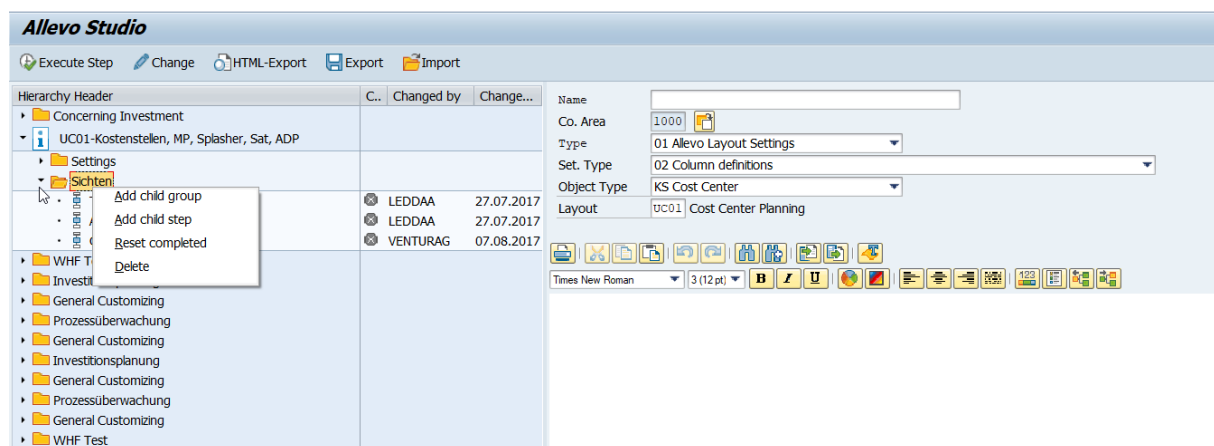 Allevo Studio
Execute Step Change HTML-Export Export Import
Hierarchy Header C.. Changed by Change...
Concerning Investment
UC01-Kostenstellen, MP, Splasher, Sat, ADP
Settings
Sichten
Add child group
LEDDAA 27.07.2017
Add child step
LEDDAA 27.07.2017
Reset completed
VENTURAG 07.08.2017
Delete
WHF T
Investi
General Customizing
Prozessüberwachung
General Customizing
Investitionsplanung
General Customizing
Prozessüberwachung
General Customizing
WHF Test
Name
Co. Area 1000
Type 01 Allevo Layout Settings
Set. Type 02 Column definitions
Object Type KS Cost Center
Layout UC01 Cost Center Planning
Times New Roman 3 (12 pt) B I U 123